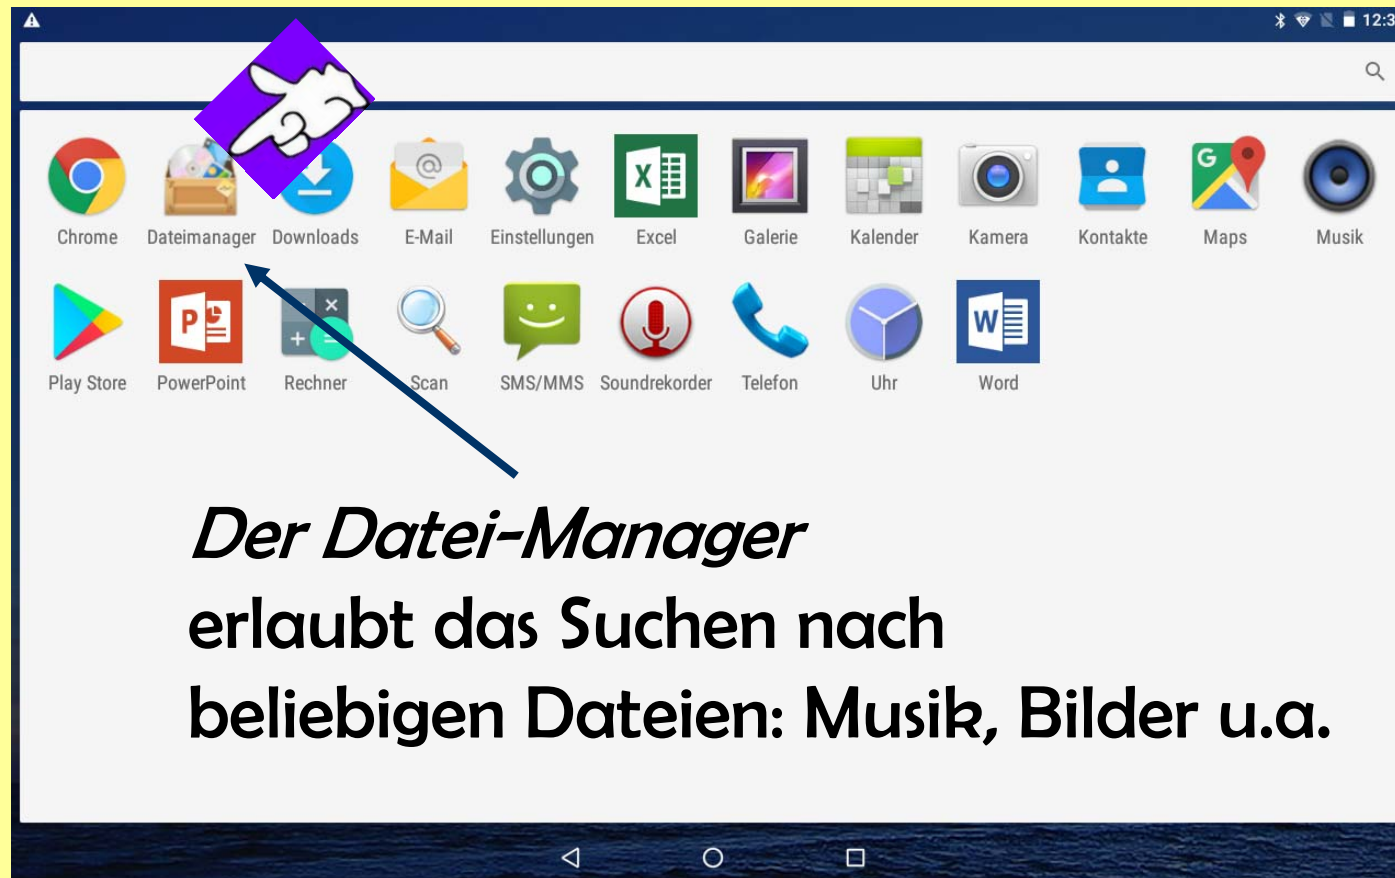 12:3
Chrome Dateimanager Downloads E-Mail Einstellungen Excel Galerie Kalender Kamera Kontakte Maps Musik
Play Store PowerPoint Rechner Scan SMS/MMS Soundrekorder Telefon Uhr Word
Der Datei-Manager
erlaubt das Suchen nach
beliebigen Dateien: Musik, Bilder u.a.